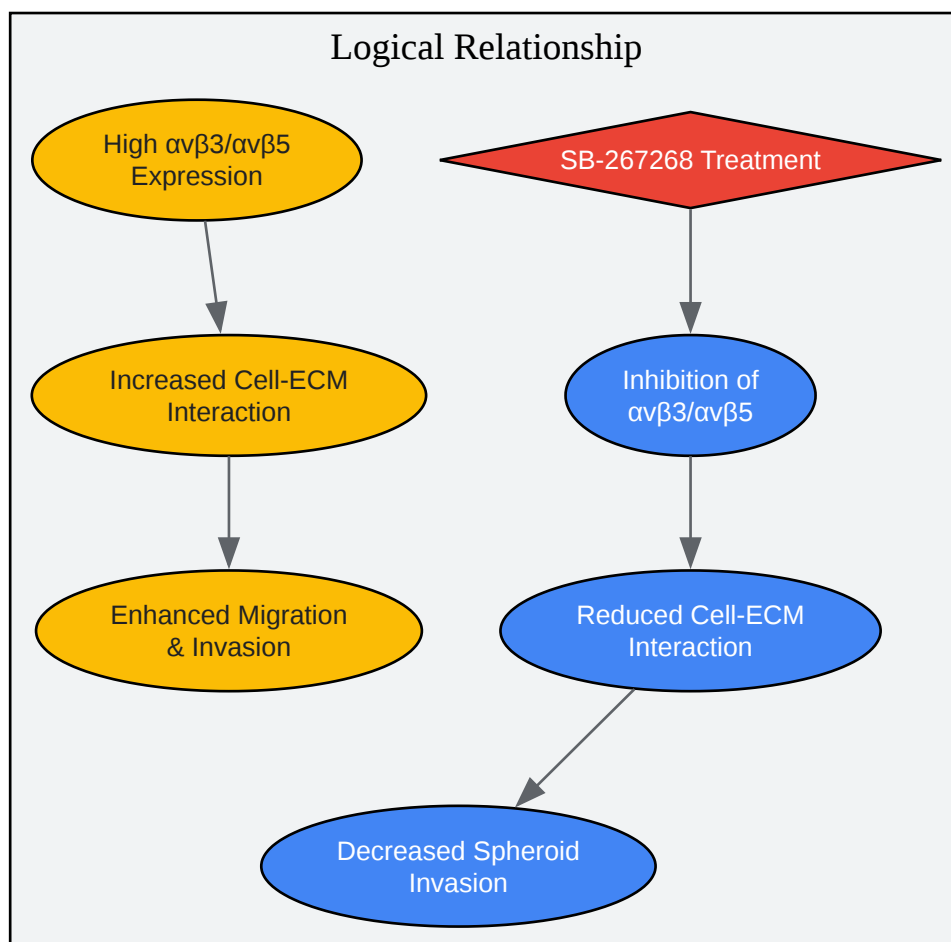 Logical Relationship
High αvβ3/αvβ5
Expression
SB-267268 Treatment
Increased Cell-ECM
Interaction
Inhibition of
αvβ3/αvβ5
Enhanced Migration
& Invasion
Reduced Cell-ECM
Interaction
Decreased Spheroid
Invasion